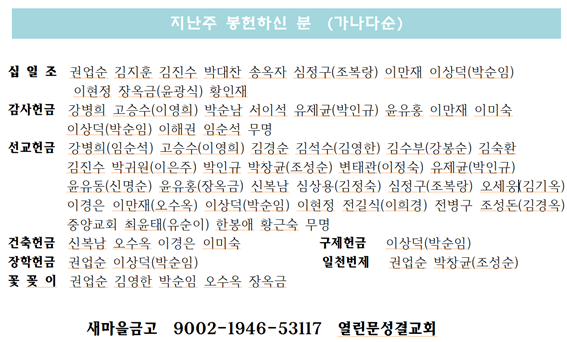 지난주 봉헌하신 분 (가나다순)
십 일 조 권업순 김지훈 김진수 박대찬 송옥자 심정구(조복랑) 이만재 이상덕(박순임)
이현정 장옥금(윤광식) 황인재
감사헌금 강병희 고승수(이영희) 박순남 서이석 유제균(박인규) 윤유홍 이만재 이미숙
이상덕(박순임) 이해권 임순석 무명
선교헌금 강병희(임순석) 고승수(이영희) 김경순 김석수(김영한) 김수부(강봉순) 김숙환
김진수 박귀원(이은주) 박인규 박창균(조성순) 변태관(이정숙) 유제균(박인규)
윤유동(신명순) 윤유홍(장옥금) 신복남 심상용(김정숙) 심정구(조복랑) 오세웅(김기옥)
이경은 이만재(오수옥) 이상덕(박순임) 이현정 전길식(이희경) 전병구 조성돈(김경옥)
중앙교회 최윤태(유순이) 한봉애 황근숙 무명
건축헌금 신복남 오수옥 이경은 이미숙 구제헌금 이상덕(박순임)
장학헌금 권업순 이상덕(박순임) 일천번제 권업순 박창균(조성순)
꽃 꽂 이 권업순 김영한 박순임 오수옥 장옥금
새마을금고 9002-1946-53117 열린문성결교회